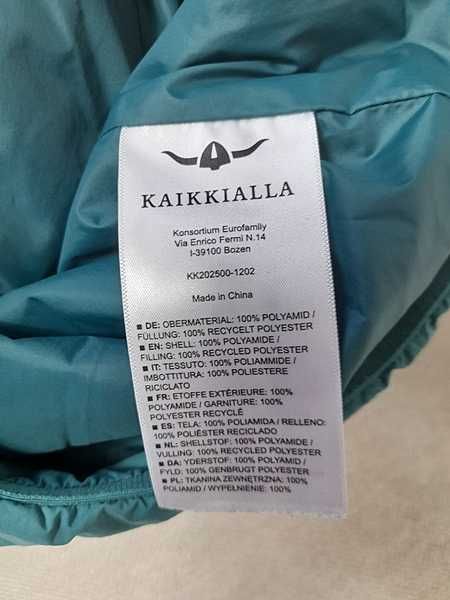 KAIKKIALLA
Konsortium Eurofamily
Via Enrico Fermi N.14
I-39100 Bozen
KK202500-1202
Made in China
■ DE: OBERMATERIAL: 100% POLYAMID /
FÜLLUNG: 100% RECYCELT POLYESTER
■ EN: SHELL: 100% POLYAMIDE /
FILLING: 100% RECYCLED POLYESTER
■ IT: TESSUTO: 100% POLIAMMIDE /
IMBOTTITURA: 100% POLIESTERE
RICICLATO
■ FR: ETOFFE EXTÉRIEURE: 100%
POLYAMIDE / GARNITURE: 100%
POLYESTER RECYCLÉ
■ ES: TELA: 100% POLIAMIDA / RELLENO:
100% POLIÉSTER RECICLADO
■ NL: SHELLSTOF: 100% POLYAMIDE /
VULLING: 100% RECYCLED POLYESTER
■ DA: YDERSTOF: 100% POLYAMID /
FYLD: 100% GENBRUGT POLYESTER
■ PL: TKANINA ZEWNĘTRZNA: 100%
POLIAMID / WYPEŁNIENIE: 100%